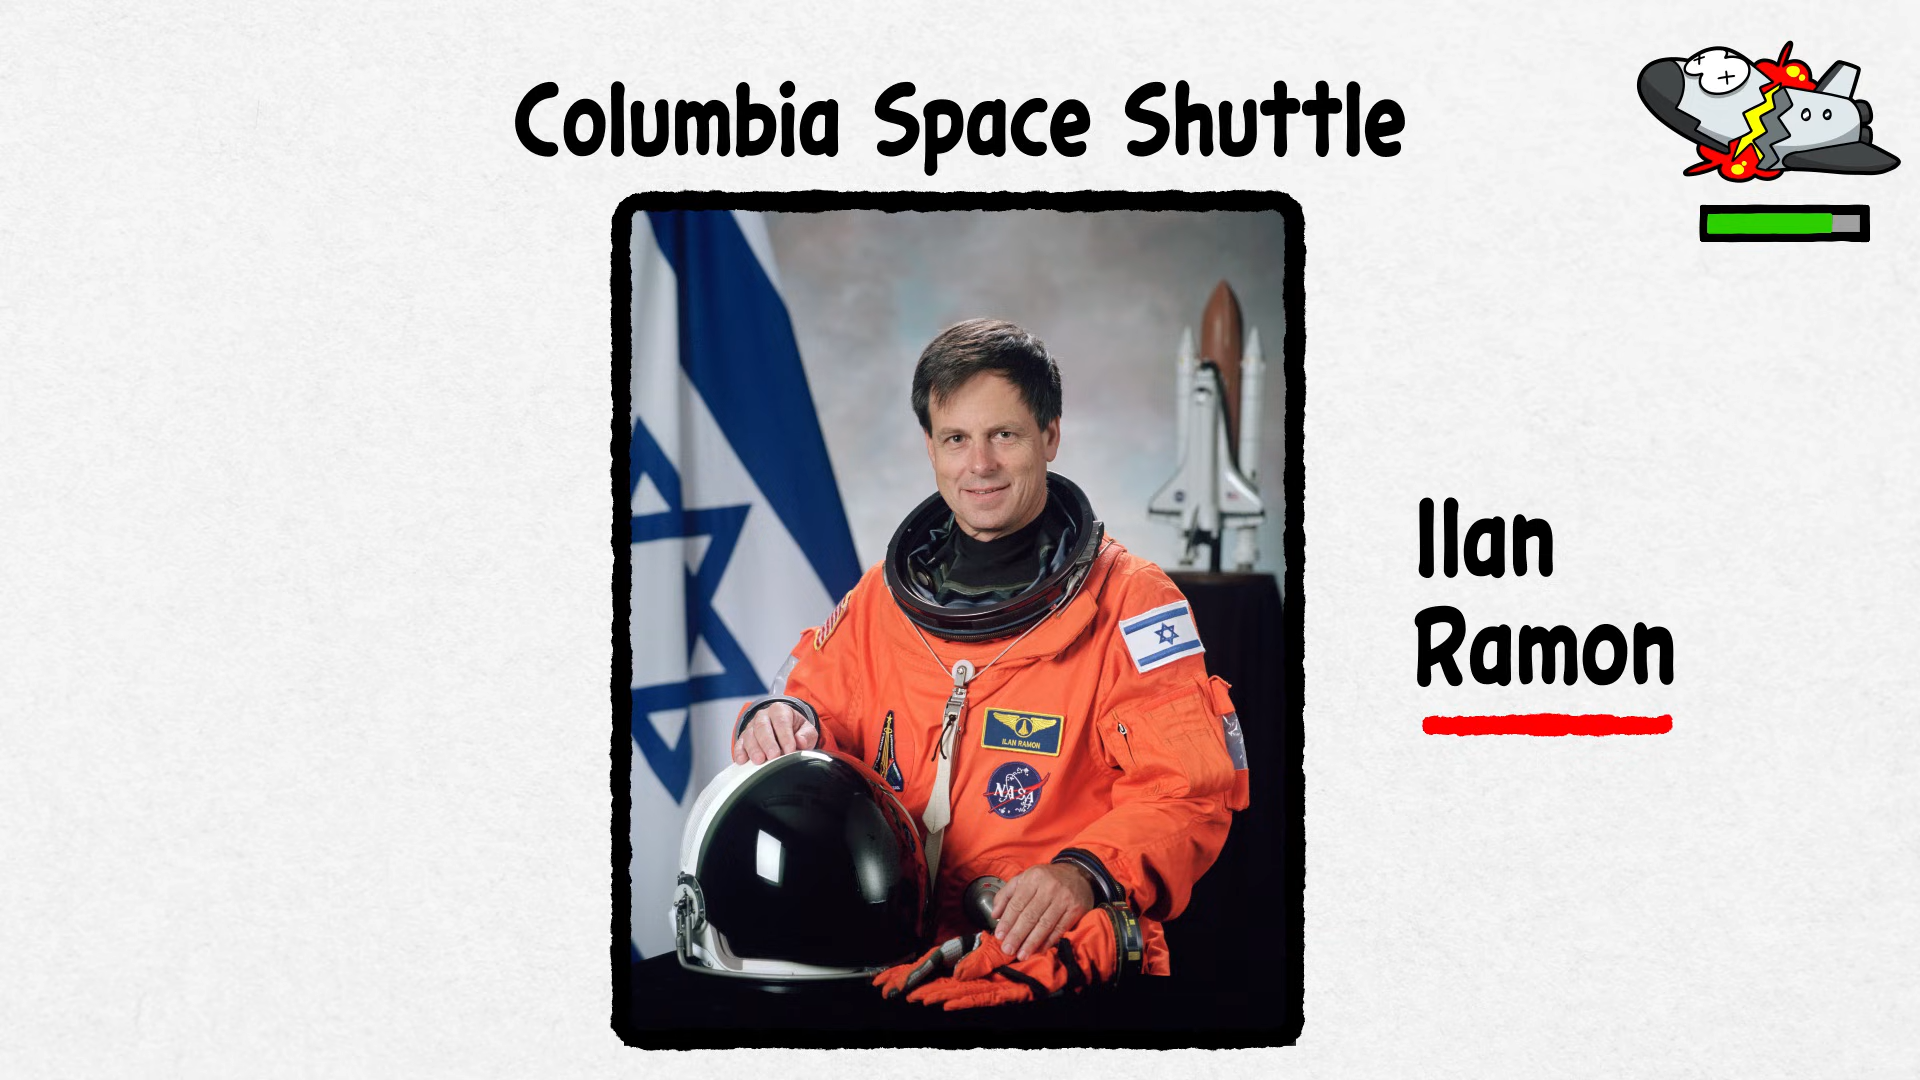 Columbia Space Shuttle
Ilan
Ramon
ILAN RAMON
NASA